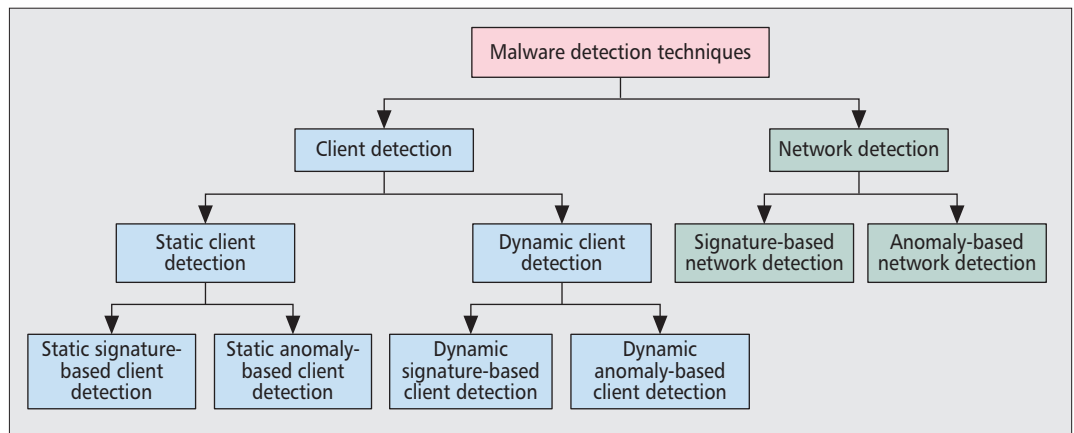 Malware detection techniques
Client detection
Network detection
Static client
detection
Dynamic client
detection
Signature-based
network detection
Anomaly-based
network detection
Static signature-
based client
detection
Static anomaly-
based client
detection
Dynamic
signature-based
client detection
Dynamic
anomaly-based
client detection